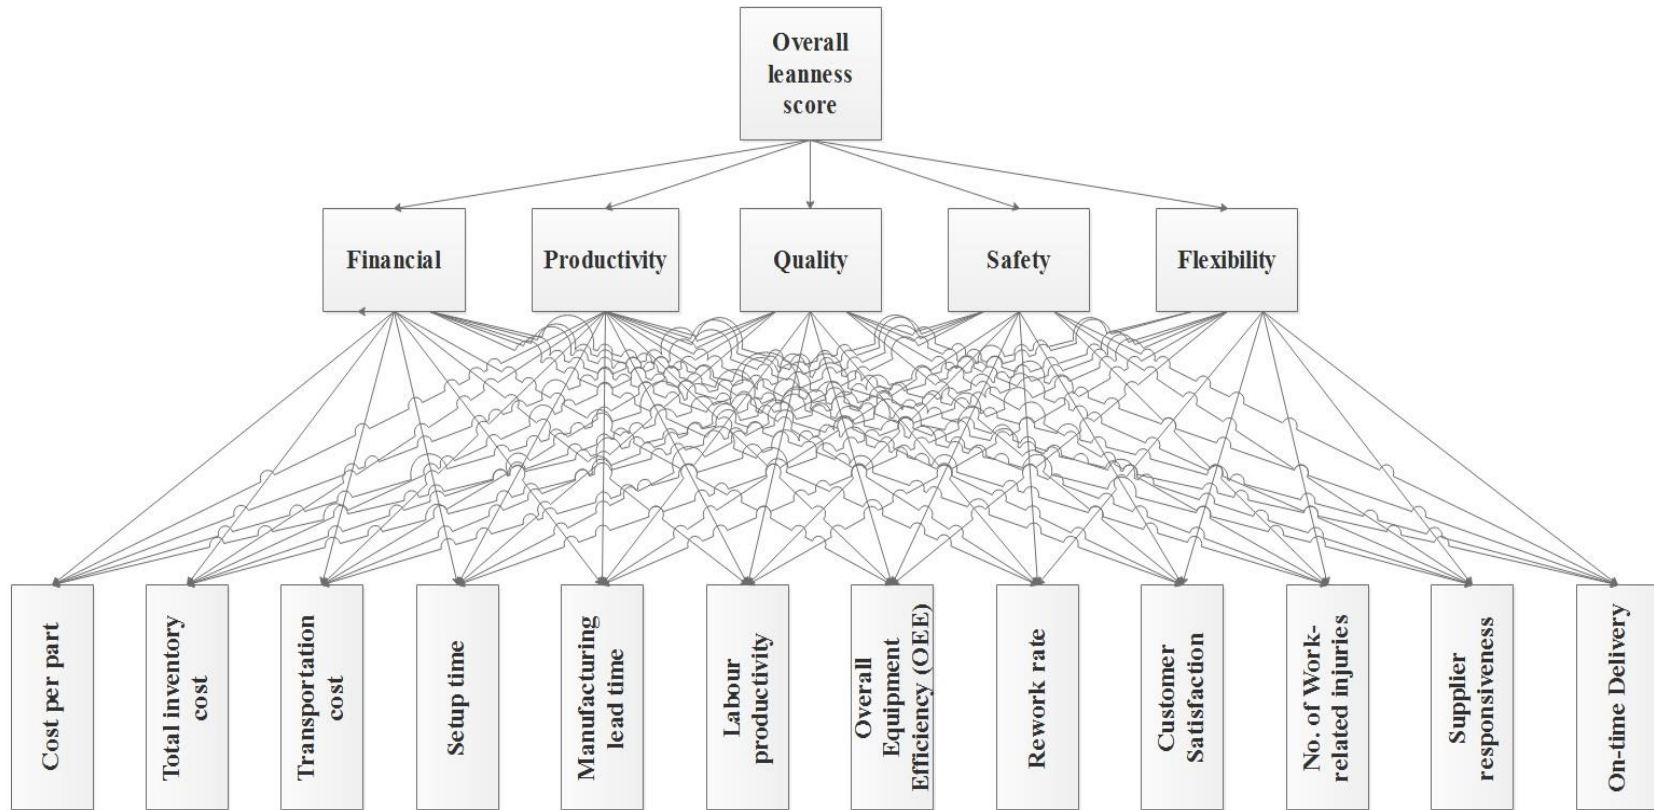 Overall
leanness
score
Financial
Productivity
Quality
Safety
Flexibility
Cost per part
Total inventory
cost
Transportation
cost
Setup time
Manufacturing
lead time
Labour
productivity
Overall
Equipment
Efficiency (OEE)
Rework rate
Customer
Satisfaction
No. of Work-
related injuries
Supplier
responsiveness
On-time Delivery